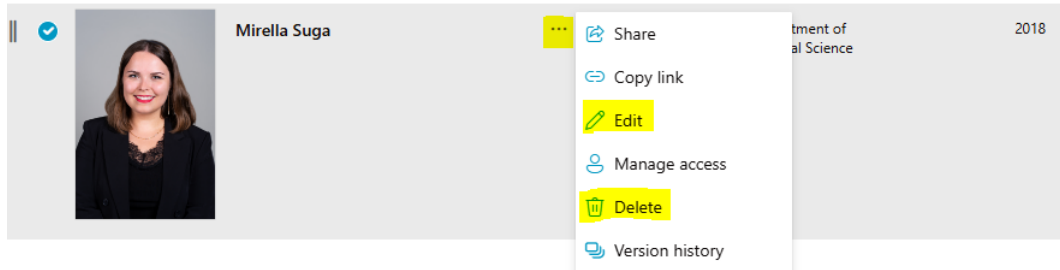 Mirella Suga
...
Share
Copy link
Edit
Manage access
Delete
Version history
tment of
al Science
2018